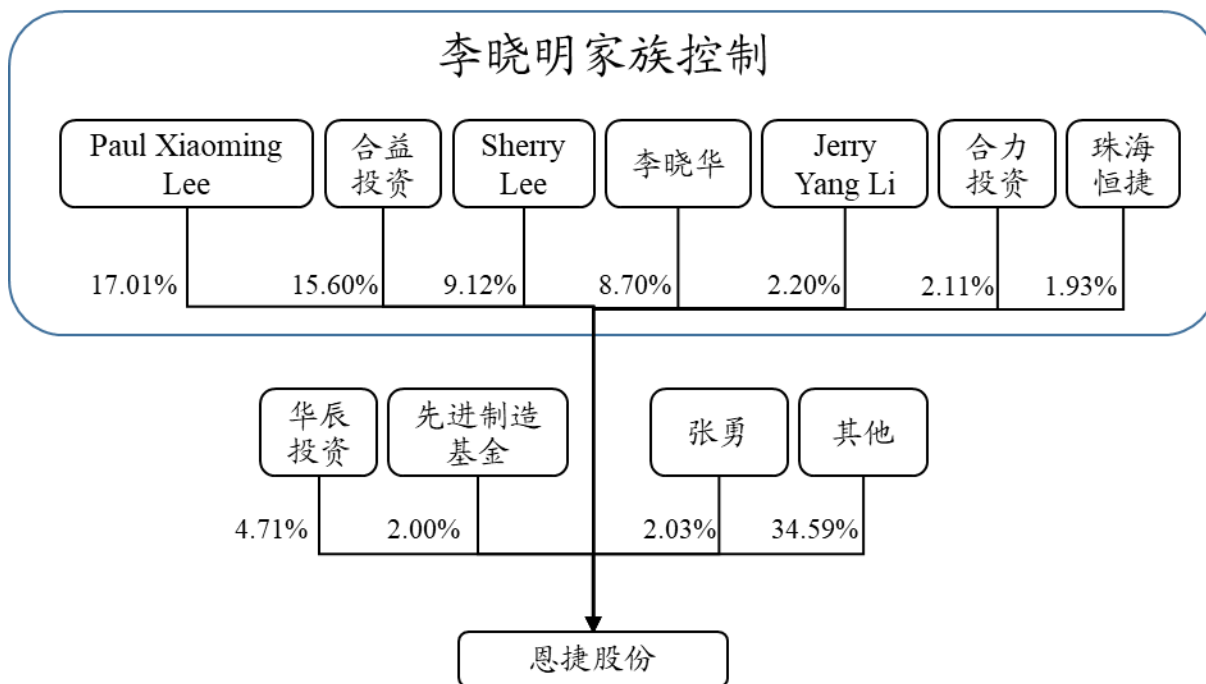 李晓明家族控制
Paul Xiaoming
Lee
合益
投资
Sherry
Lee
李晓华
Jerry
Yang Li
合力
投资
珠海
恒捷
17.01%
15.60%
9.12%
8.70%
2.20%
2.11%
1.93%
华辰
投资
先进制造
基金
张勇
其他
4.71%
2.00%
2.03%
34.59%
恩捷股份